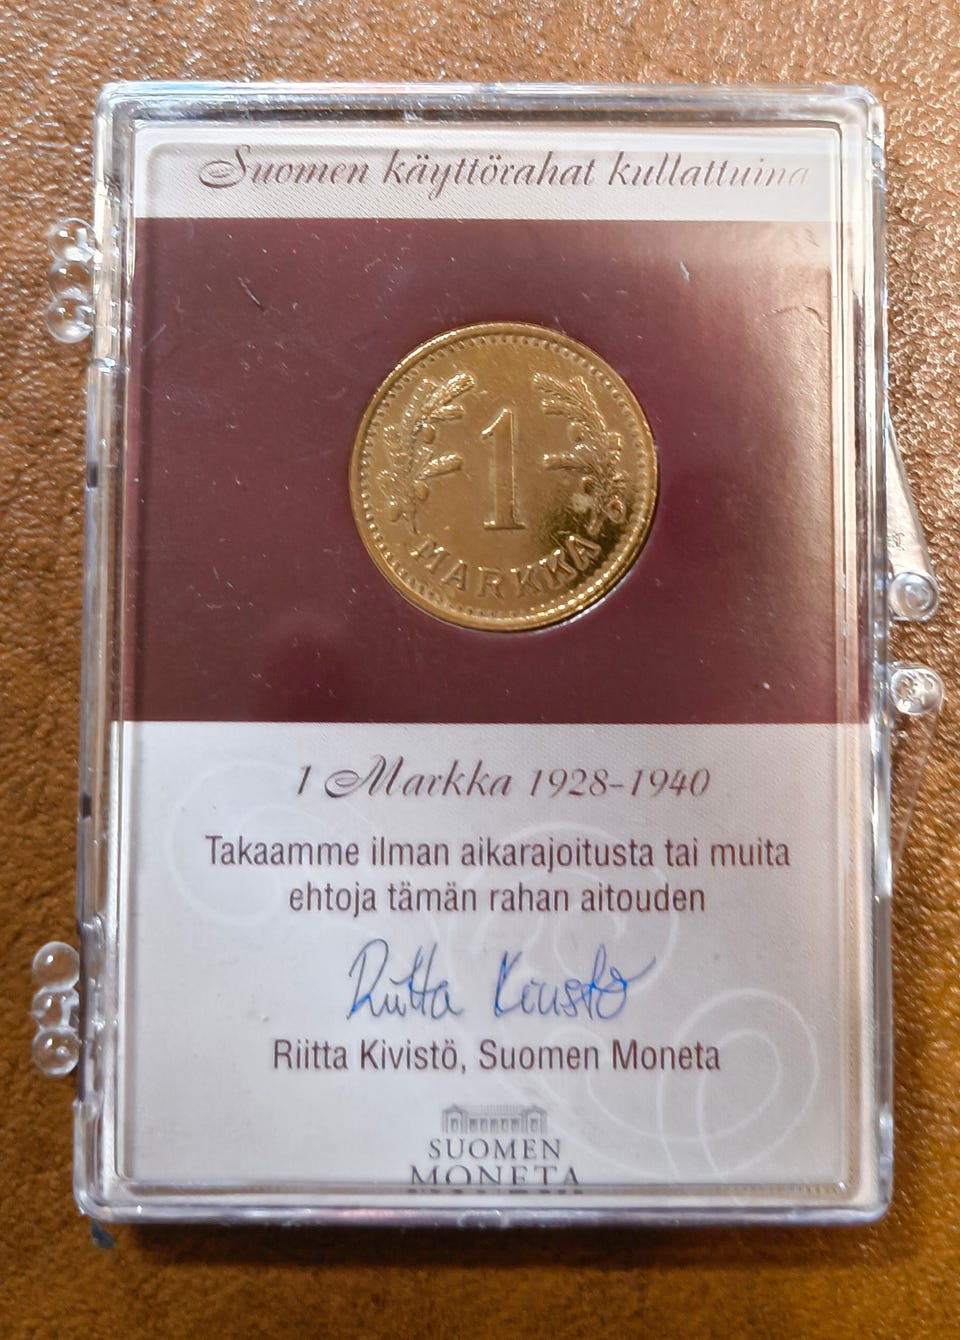 Suomen käyttörahat kullattuina
1
MARKKA
1 Markka 1928-1940
Takaamme ilman aikarajoitusta tai muita
ehtoja tämän rahan aitouden
Riitta Kivistö
Riitta Kivistö, Suomen Moneta
SUOMEN
MONETA